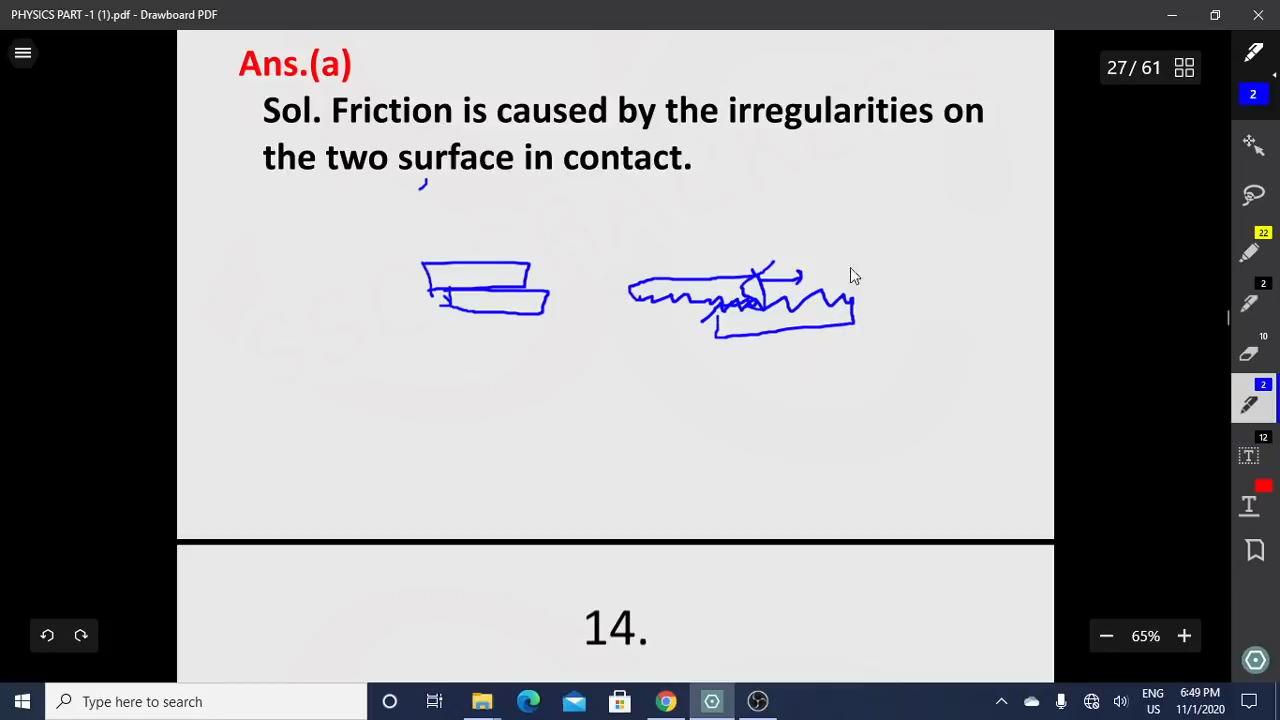 PHYSICS PART -1 (1).pdf - Drawboard PDF
27 / 61
2
Ans.(a)
Sol. Friction is caused by the irregularities on
the two surface in contact.
22
2
10
2
12
T
T
14.
65%
Type here to search
ENG
US
6:49 PM
11/1/2020